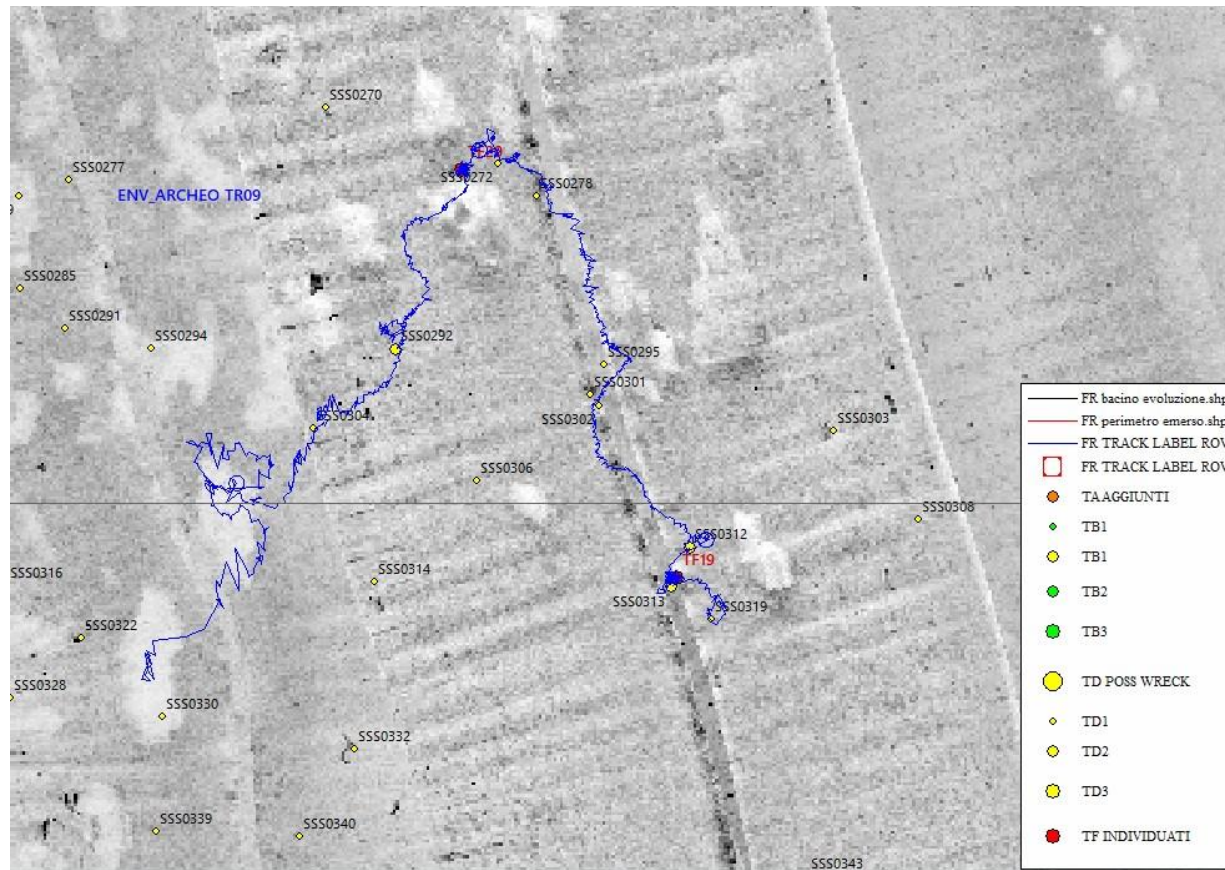 SSS0270
SSS0277
SSS0272
SSS0278
ENV_ARCHEO TR09
SSS0285
SSS0291
SSS0294
SSS0292
SSS0295
SSS0301
SSS0302
SSS0304
SSS0303
SSS0306
SSS0308
SSS0312
TF19
SSS0316
SSS0314
SSS0313
SSS0319
SSS0322
SSS0328
SSS0330
SSS0332
SSS0339
SSS0340
SSS0343
FR bacino evoluzione.shp
FR perimetro emerso.shp
FR TRACK LABEL ROV
FR TRACK LABEL ROV
TA AGGIUNTI
TB1
TB1
TB2
TB3
TD POSS WRECK
TD1
TD2
TD3
TF INDIVIDUATI